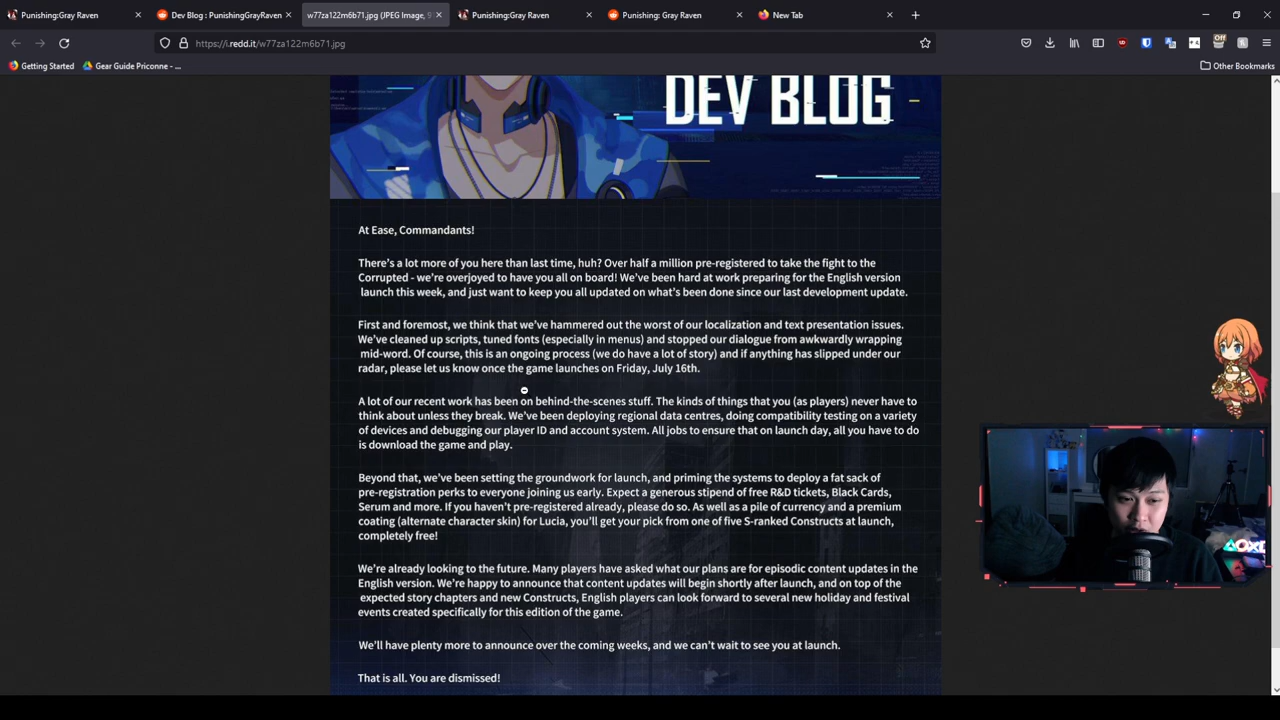 Punishing:Gray Raven
Dev Blog : PunishingGrayRaven
w77za122m6b71.jpg (JPEG Image, 9
Punishing:Gray Raven
Punishing: Gray Raven
New Tab
https://i.redd.it/w77za122m6b71.jpg
Off
Getting Started
Gear Guide Priconne - ...
Other Bookmarks
DEV BLOG
At Ease, Commandants!
There's a lot more of you here than last time, huh? Over half a million pre-registered to take the fight to the
Corrupted - we're overjoyed to have you all on board! We've been hard at work preparing for the English version
launch this week, and just want to keep you all updated on what's been done since our last development update.
First and foremost, we think that we've hammered out the worst of our localization and text presentation issues.
We've cleaned up scripts, tuned fonts (especially in menus) and stopped our dialogue from awkwardly wrapping
mid-word. Of course, this is an ongoing process (we do have a lot of story) and if anything has slipped under our
radar, please let us know once the game launches on Friday, July 16th.
A lot of our recent work has been on behind-the-scenes stuff. The kinds of things that you (as players) never have to
think about unless they break. We've been deploying regional data centres, doing compatibility testing on a variety
of devices and debugging our player ID and account system. All jobs to ensure that on launch day, all you have to do
is download the game and play.
Beyond that, we've been setting the groundwork for launch, and priming the systems to deploy a fat sack of
pre-registration perks to everyone joining us early. Expect a generous stipend of free R&D tickets, Black Cards,
Serum and more. If you haven't pre-registered already, please do so. As well as a pile of currency and a premium
coating (alternate character skin) for Lucia, you'll get your pick from one of five S-ranked Constructs at launch,
completely free!
We're already looking to the future. Many players have asked what our plans are for episodic content updates in the
English version. We're happy to announce that content updates will begin shortly after launch, and on top of the
expected story chapters and new Constructs, English players can look forward to several new holiday and festival
events created specifically for this edition of the game.
We'll have plenty more to announce over the coming weeks, and we can't wait to see you at launch.
That is all. You are dismissed!